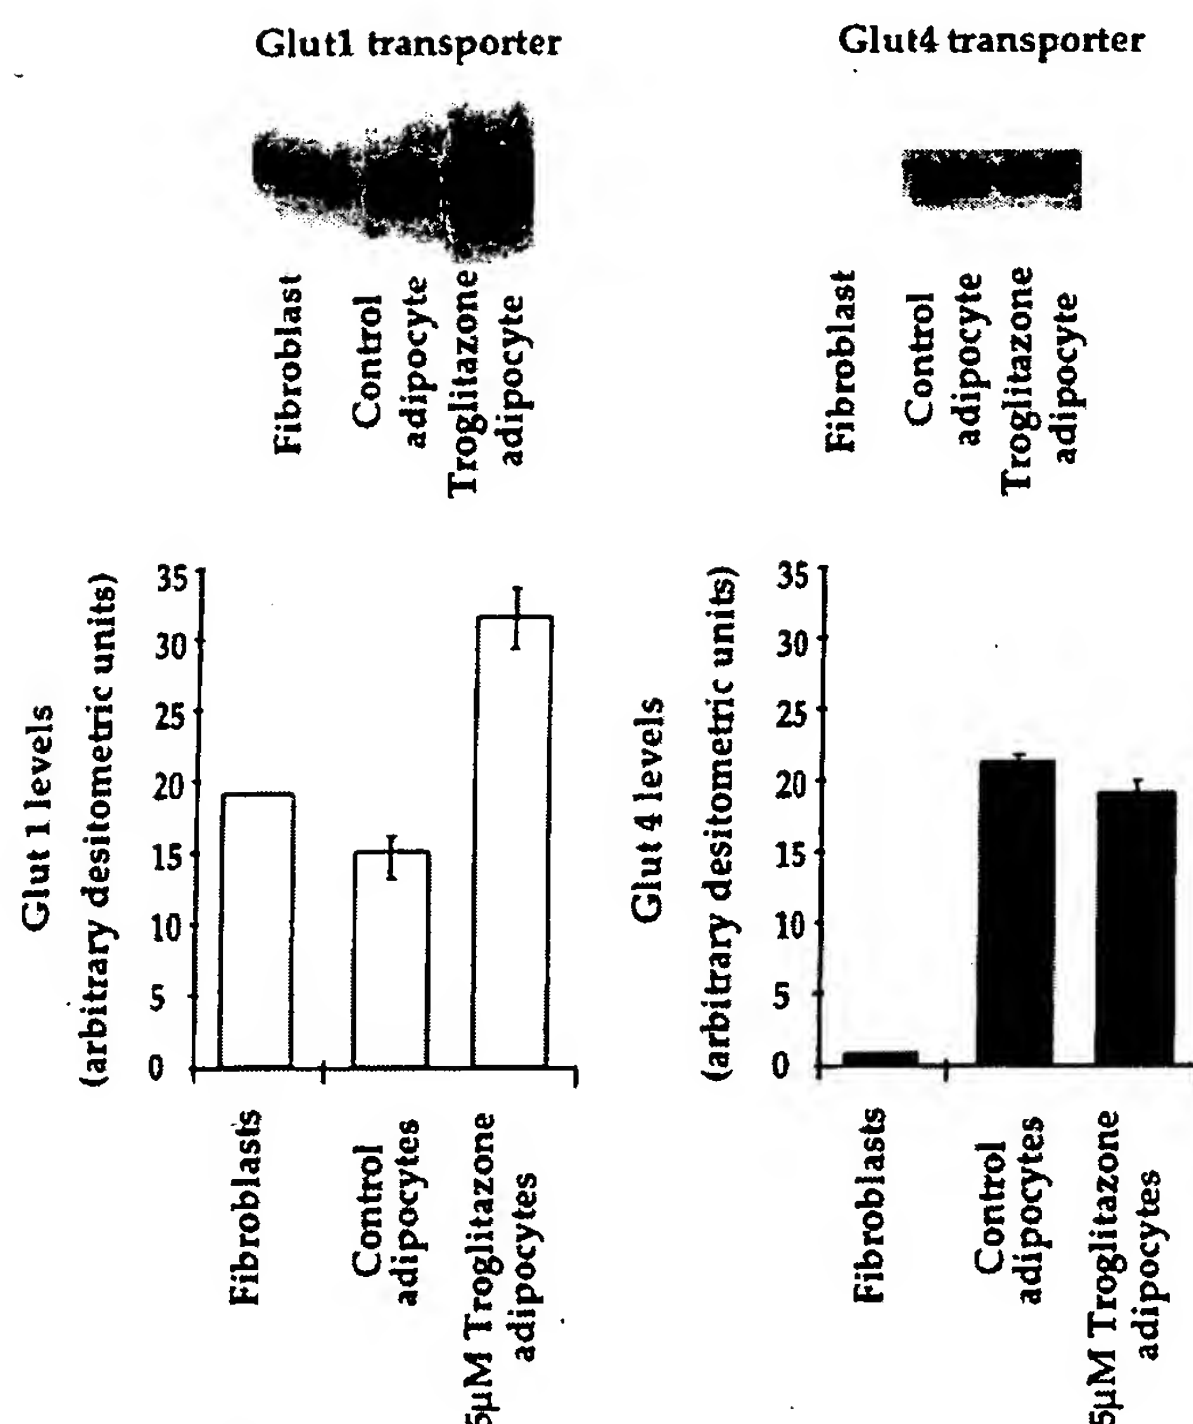 Glut1 transporter
Fibroblast
Control
adipocyte
Troglitazone
adipocyte
Glut4 transporter
Fibroblast
Control
adipocyte
Troglitazone
adipocyte
Glut 1 levels
(arbitrary desitometric units)
35
30
25
20
15
10
5
0
Fibroblasts
Control
adipocytes
5µM Troglitazone
adipocytes
Glut 4 levels
(arbitrary desitometric units)
35
30
25
20
15
10
5
0
Fibroblasts
Control
adipocytes
5µM Troglitazone
adipocytes